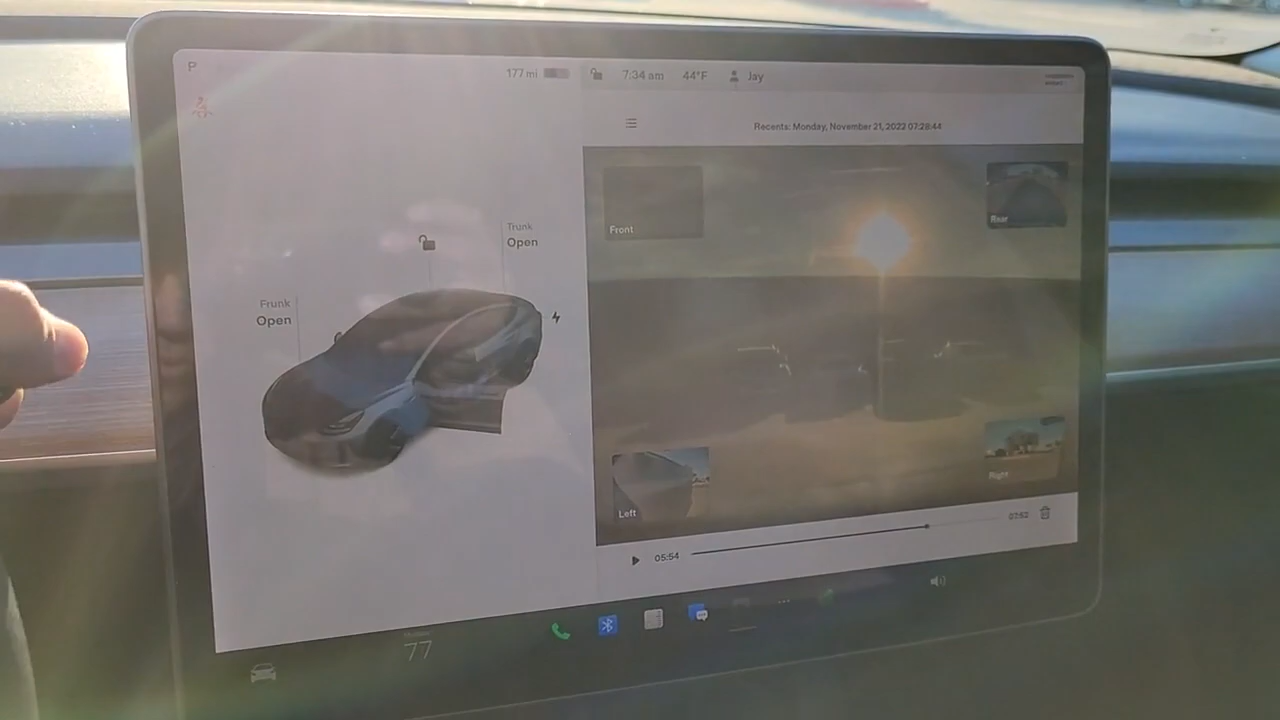 P
177 mi
7:34 am
44°F
Jay
Recents: Monday, November 21, 2022 07:28:44
Front
Rear
Trunk
Open
Frunk
Open
Left
Right
05:54
07:52
77